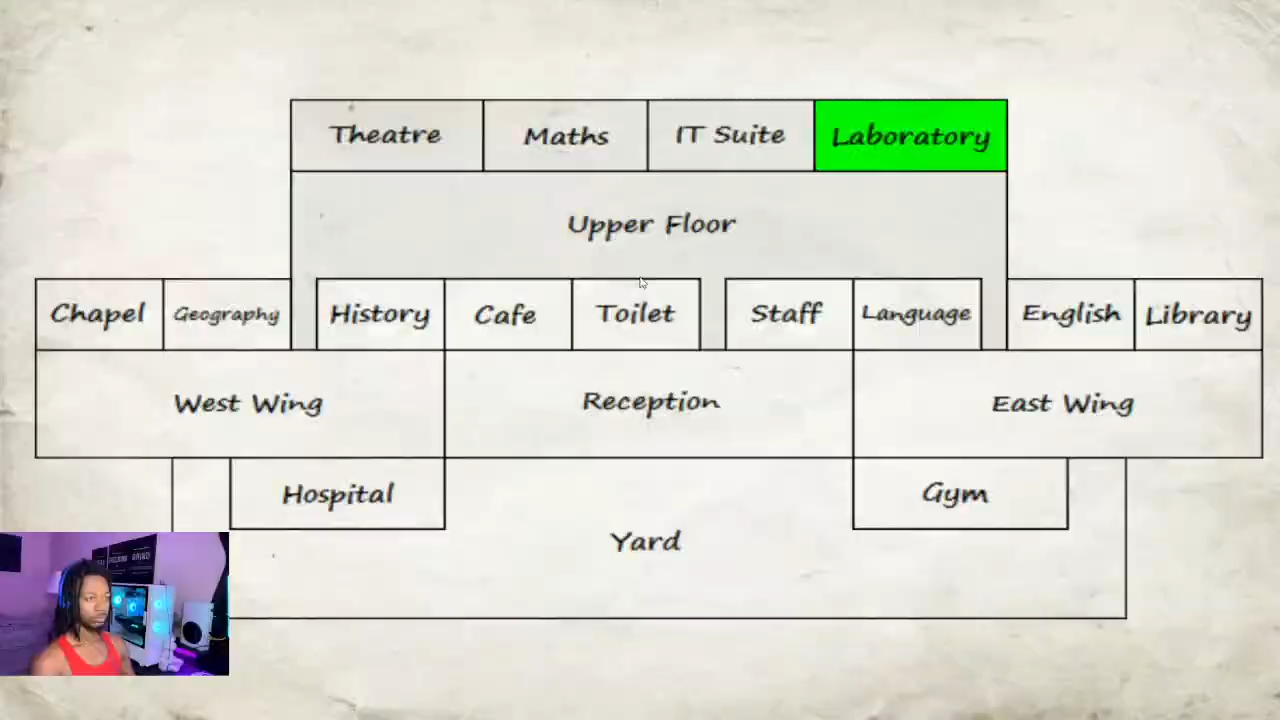 Theatre
Maths
IT Suite
Laboratory
Upper Floor
Chapel
Geography
History
Cafe
Toilet
Staff
Language
English
Library
West Wing
Reception
East Wing
Hospital
Gym
Yard